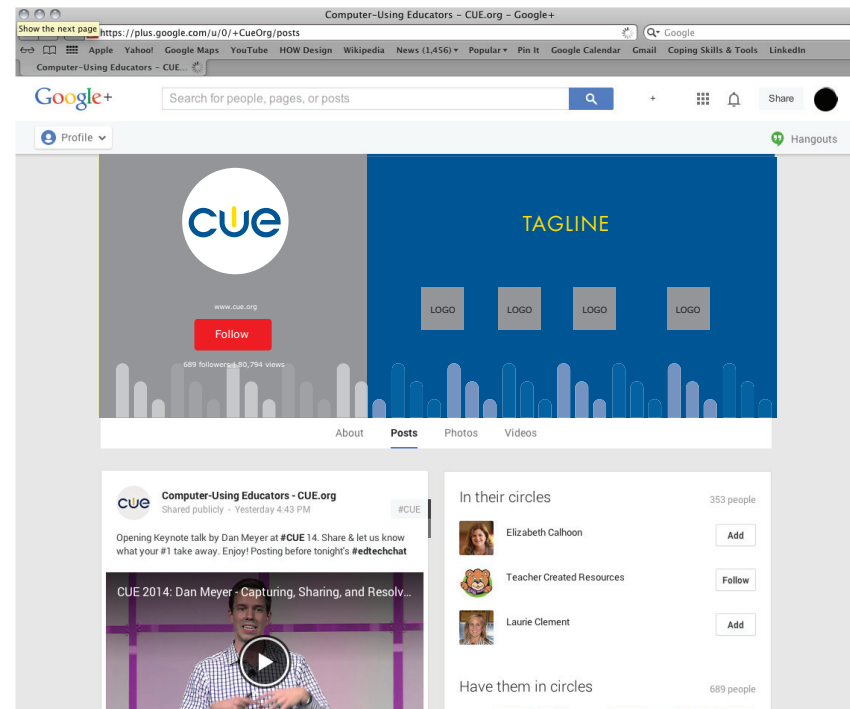 Computer-Using Educators – CUE.org – Google+
Show the next page
https://plus.google.com/u/0/+CueOrg/posts
Google
Apple Yahoo! Google Maps YouTube HOW Design Wikipedia News (1,456) Popular Pin It Google Calendar Gmail Coping Skills & Tools LinkedIn
Computer-Using Educators – CUE...
Google+
Search for people, pages, or posts
+
Share
Profile
Hangouts
cue
TAGLINE
www.cue.org
LOGO LOGO LOGO LOGO
Follow
689 followers | 80,794 views
About Posts Photos Videos
cue
Computer-Using Educators - CUE.org
Shared publicly - Yesterday 4:43 PM
#CUE
Opening Keynote talk by Dan Meyer at #CUE 14. Share & let us know
what your #1 take away. Enjoy! Posting before tonight's #edtechchat
CUE 2014: Dan Meyer - Capturing, Sharing, and Resolv...
In their circles
353 people
Elizabeth Calhoon
Add
Teacher Created Resources
Follow
Laurie Clement
Add
Have them in circles
689 people